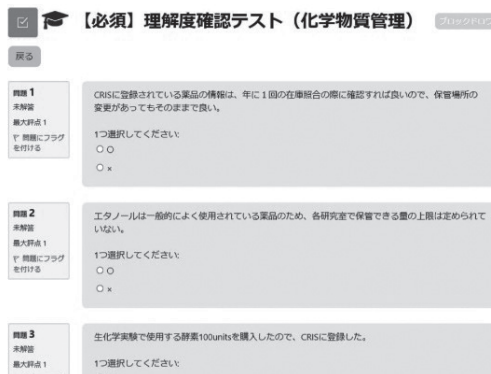 【必須】理解度確認テスト（化学物質管理）
戻る
問題 1
未解答
最大評点 1
問題にフラグを付ける
CRISに登録されている薬品の情報は、年に1回の在庫照合の際に確認すれば良いので、保管場所の
変更があってもそのままで良い。
1つ選択してください:
○
×
問題 2
未解答
最大評点 1
問題にフラグを付ける
エタノールは一般的によく使用されている薬品のため、各研究室で保管できる量の上限は定められて
いない。
1つ選択してください:
○
×
問題 3
未解答
最大評点 1
生化学実験で使用する酵素100unitsを購入したので、CRISに登録した。
1つ選択してください: